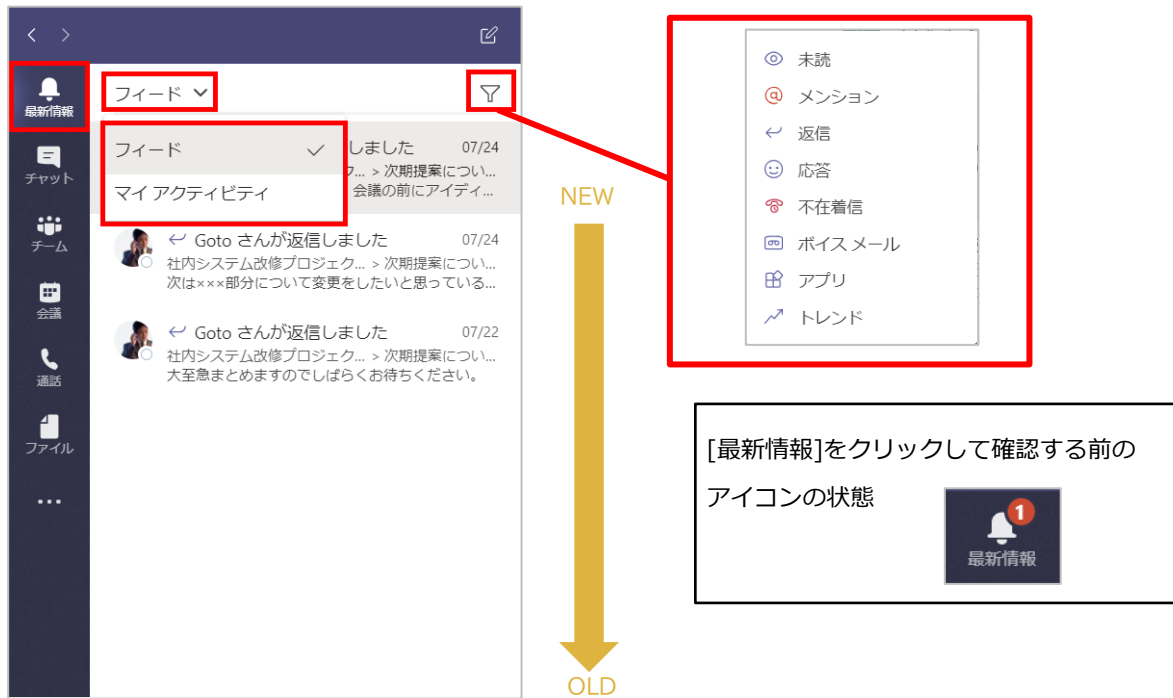 最新情報
チャット
チーム
会議
通話
ファイル
フィード
フィード
マイ アクティビティ
しました 07/24
ク... > 次期提案につい...
会議の前にアイディ...
Goto さんが返信しました 07/24
社内システム改修プロジェク... > 次期提案につい...
次は×××部分について変更をしたいと思っている...
Goto さんが返信しました 07/22
社内システム改修プロジェク... > 次期提案につい...
大至急まとめますのでしばらくお待ちください。
NEW
OLD
未読
メンション
返信
応答
不在着信
ボイス メール
アプリ
トレンド
[最新情報]をクリックして確認する前の
アイコンの状態
1
最新情報